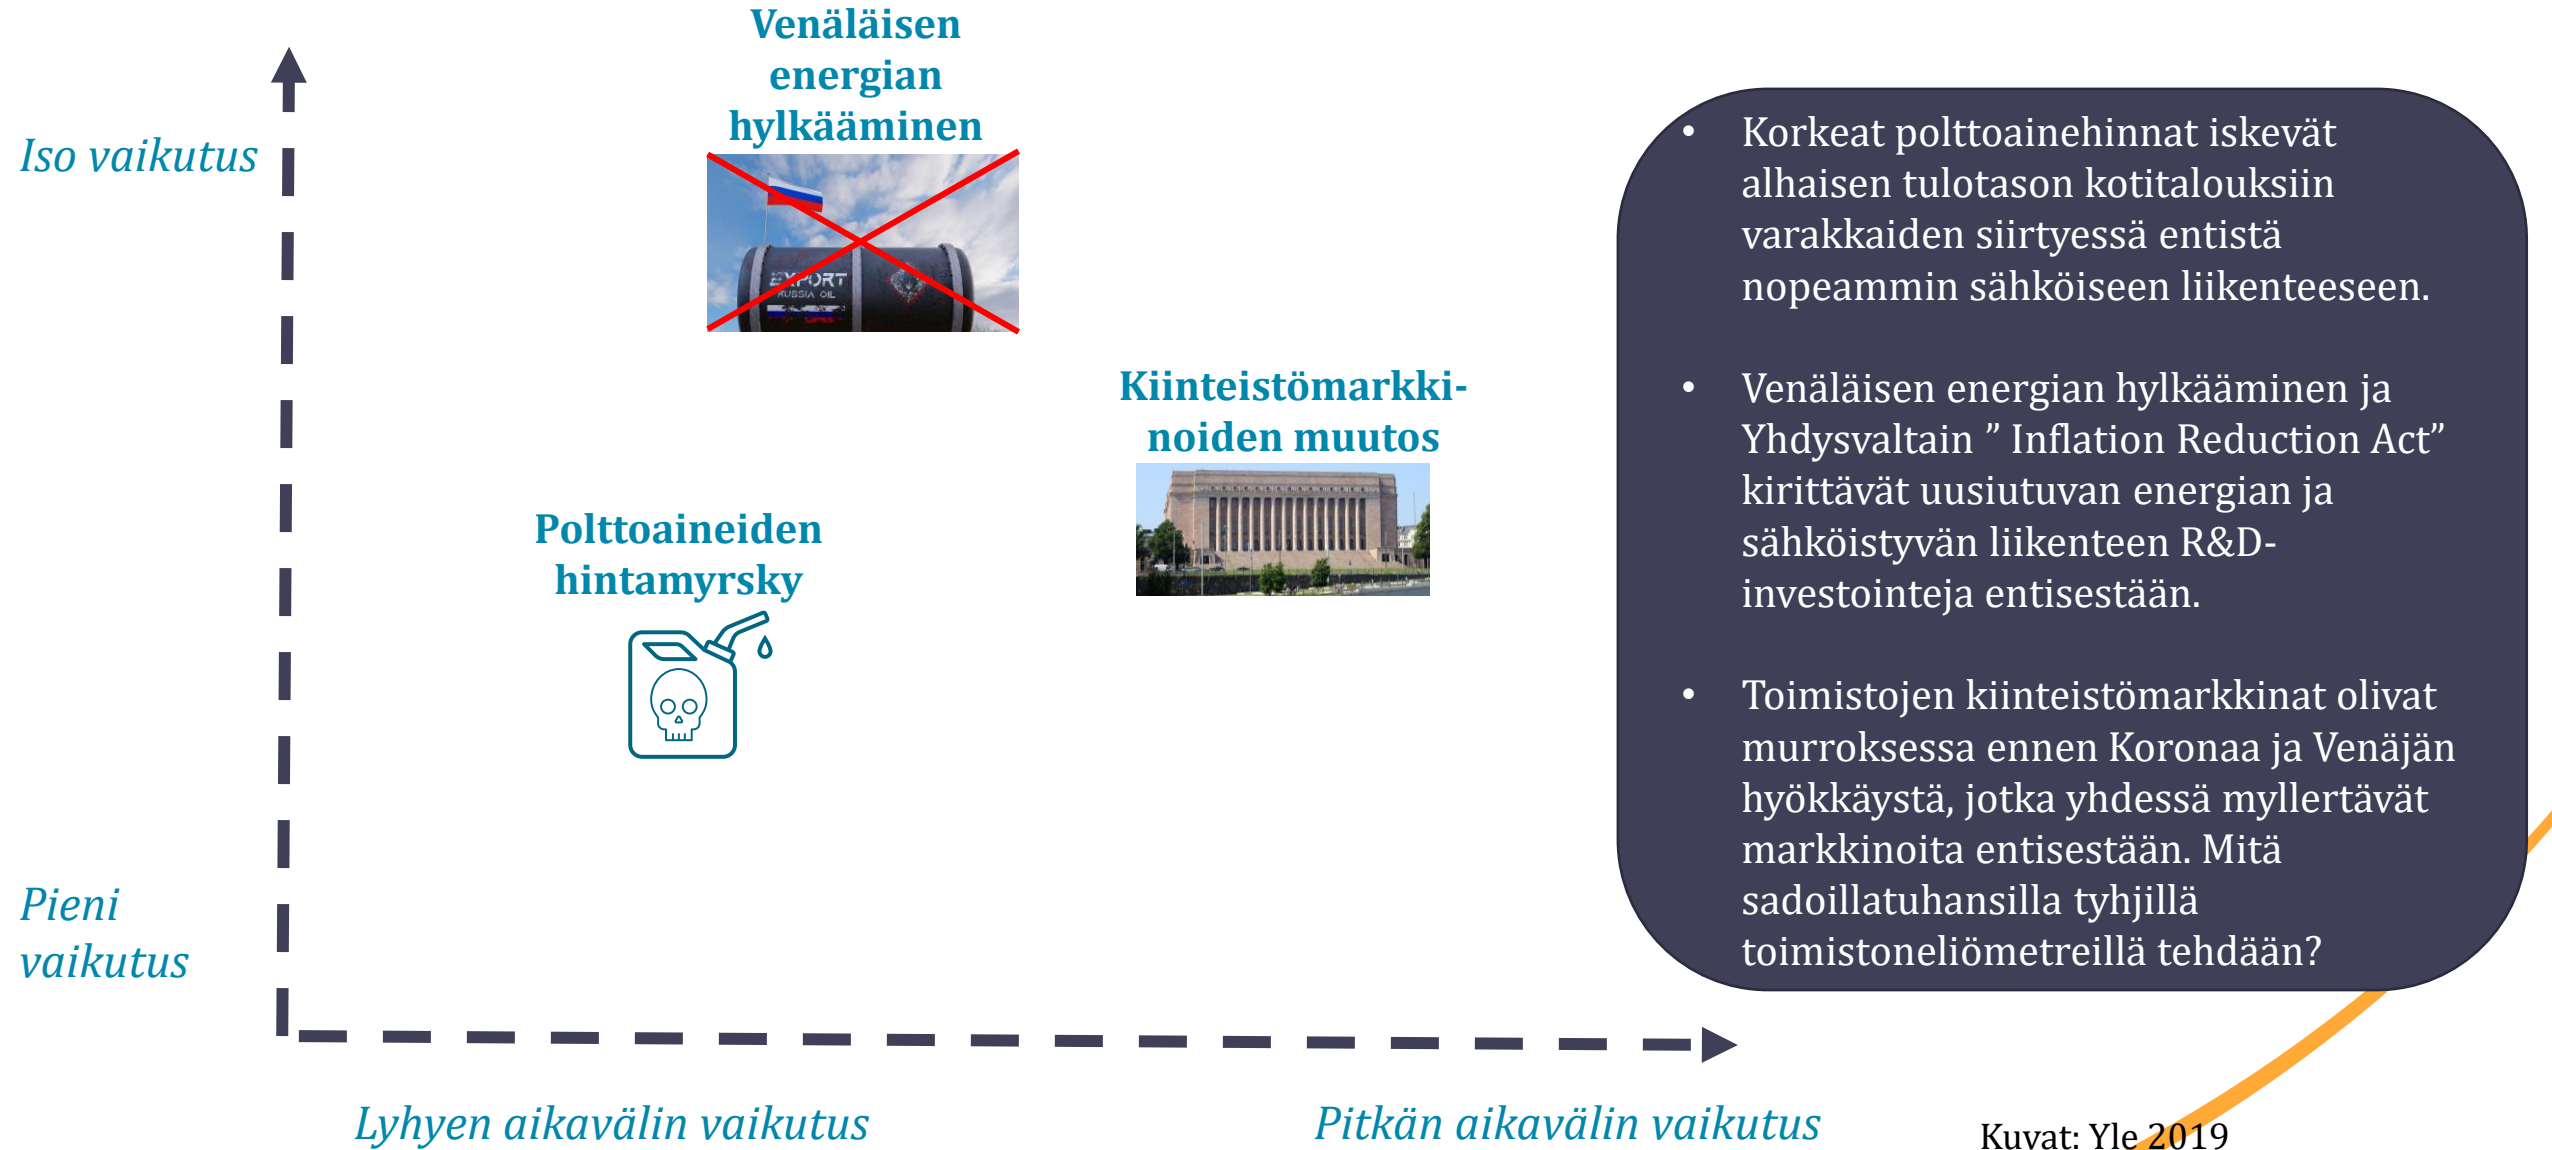 Venäläisen
energian
hylkääminen
Iso vaikutus
EXPORT
RUSSIA OIL
Kiinteistömarkki-
noiden muutos
Polttoaineiden
hintamyrsky
Pieni
vaikutus
Lyhyen aikavälin vaikutus
Pitkän aikavälin vaikutus
• Korkeat polttoainehinnat iskevät
alhaisen tulotason kotitalouksiin
varakkaiden siirtyessä entistä
nopeammin sähköiseen liikenteeseen.
• Venäläisen energian hylkääminen ja
Yhdysvaltain ” Inflation Reduction Act”
kirittävät uusiutuvan energian ja
sähköistyvän liikenteen R&D-
investointeja entisestään.
• Toimistojen kiinteistömarkkinat olivat
murroksessa ennen Koronaa ja Venäjän
hyökkäystä, jotka yhdessä myllertävät
markkinoita entisestään. Mitä
sadoillatuhansilla tyhjillä
toimistoneliömetreillä tehdään?
Kuvat: Yle 2019